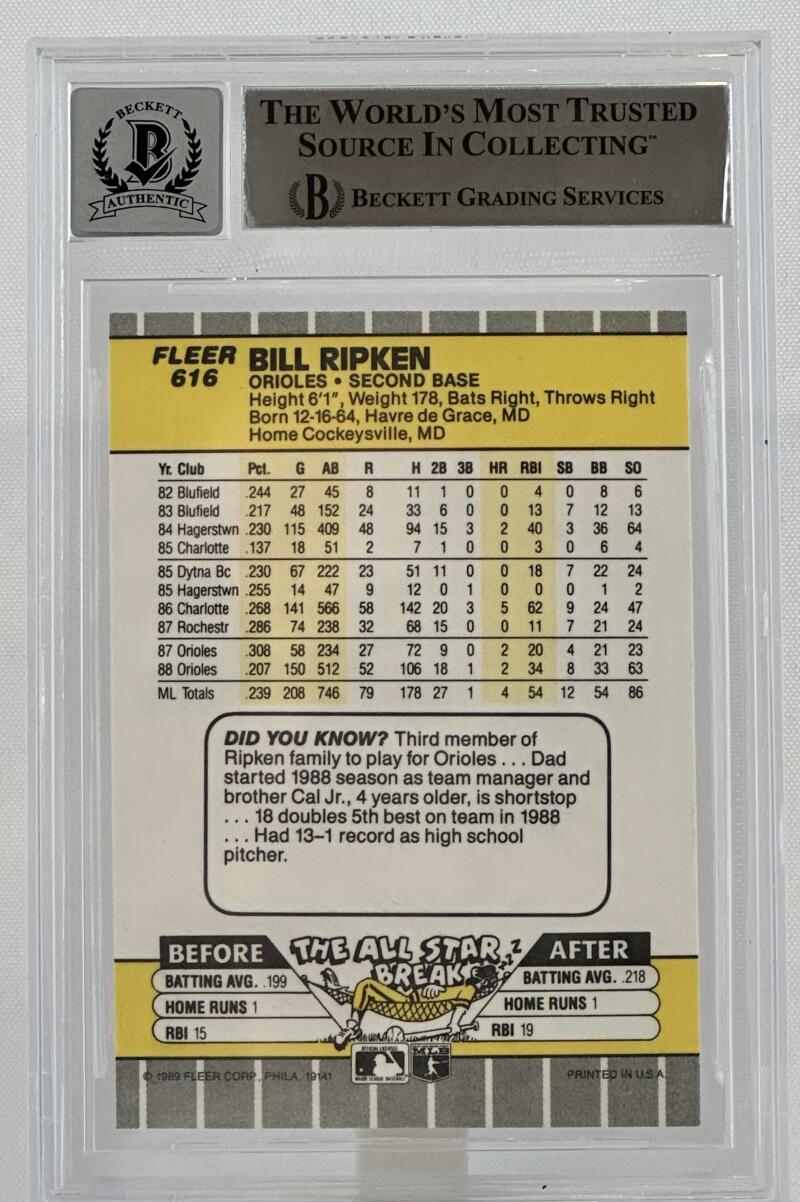 BECKETT
B
AUTHENTIC
THE WORLD'S MOST TRUSTED
SOURCE IN COLLECTING™
B BECKETT GRADING SERVICES
FLEER BILL RIPKEN
616 ORIOLES • SECOND BASE
Height 6'1", Weight 178, Bats Right, Throws Right
Born 12-16-64, Havre de Grace, MD
Home Cockeysville, MD
Yr. Club Pct. G AB R H 2B 3B HR RBI SB BB SO
82 Blufield .244 27 45 8 11 1 0 0 4 0 8 6
83 Blufield .217 48 152 24 33 6 0 0 13 7 12 13
84 Hagerstwn .230 115 409 48 94 15 3 2 40 3 36 64
85 Charlotte .137 18 51 2 7 1 0 0 3 0 6 4
85 Dytna Bc .230 67 222 23 51 11 0 0 18 7 22 24
85 Hagerstwn .255 14 47 9 12 0 1 0 0 0 1 2
86 Charlotte .268 141 566 58 142 20 3 5 62 9 24 47
87 Rochestr .286 74 238 32 68 15 0 0 11 7 21 24
87 Orioles .308 58 234 27 72 9 0 2 20 4 21 23
88 Orioles .207 150 512 52 106 18 1 2 34 8 33 63
ML Totals .239 208 746 79 178 27 1 4 54 12 54 86
DID YOU KNOW? Third member of
Ripken family to play for Orioles . . . Dad
started 1988 season as team manager and
brother Cal Jr., 4 years older, is shortstop
. . . 18 doubles 5th best on team in 1988
. . . Had 13–1 record as high school
pitcher.
BEFORE THE ALL STAR BREAK zzZ AFTER
BATTING AVG. .199 BATTING AVG. .218
HOME RUNS 1 HOME RUNS 1
RBI 15 RBI 19
MLB
© 1989 FLEER CORP., PHILA. 19141 PRINTED IN U.S.A.